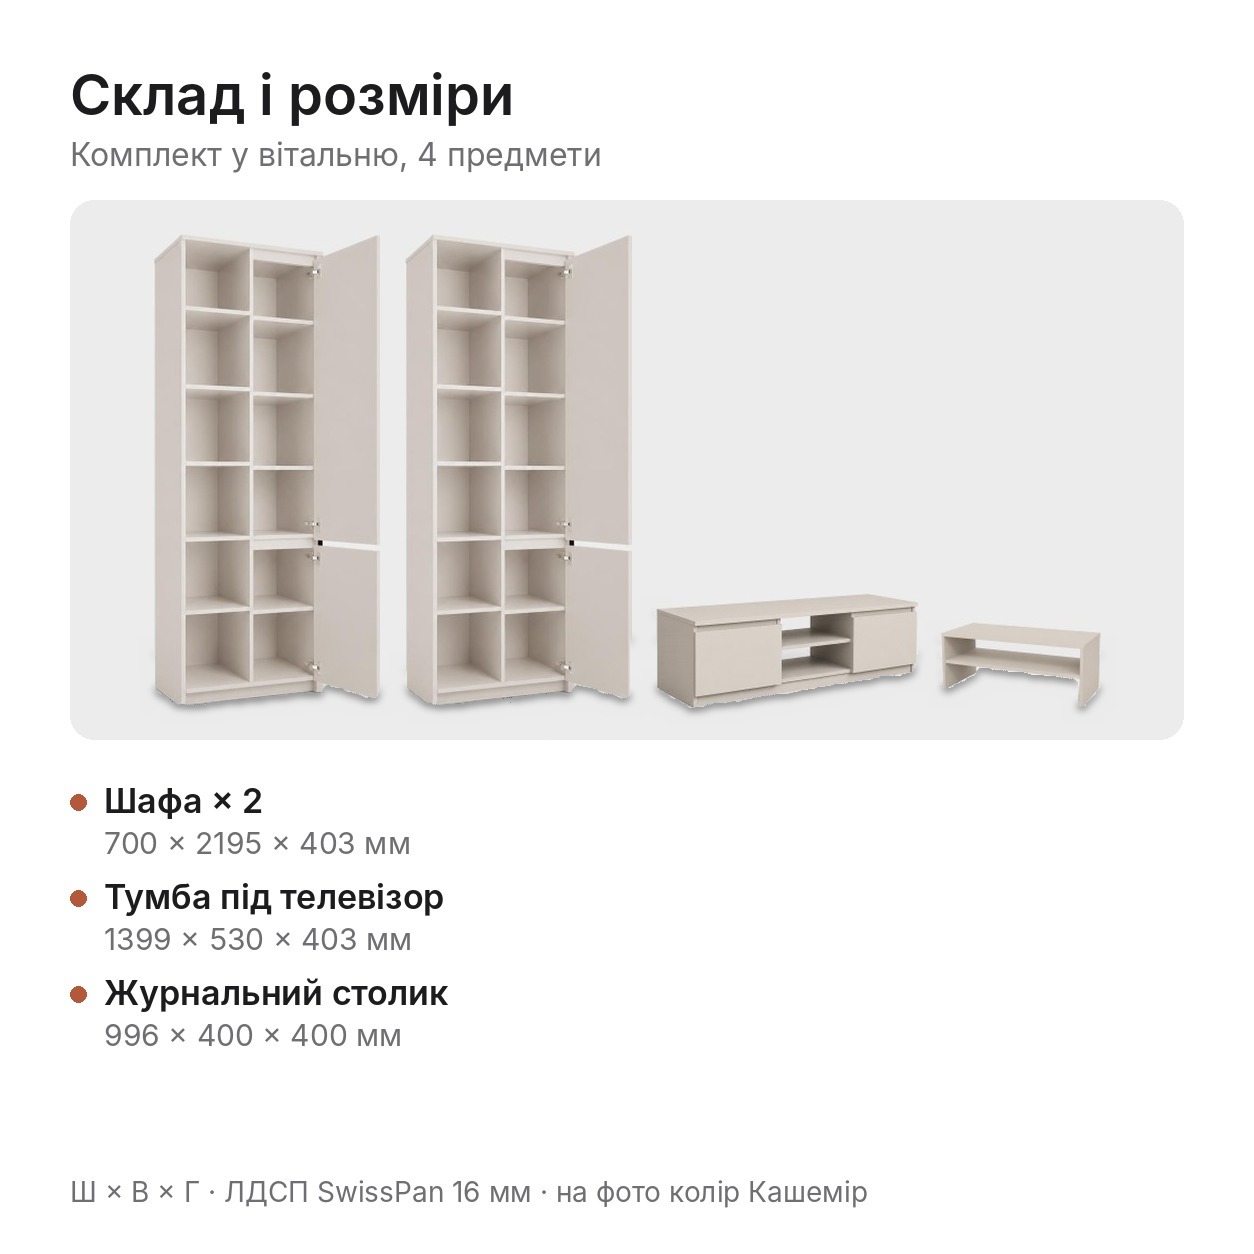 Склад і розміри
Комплект у вітальню, 4 предмети
Шафа × 2
700 × 2195 × 403 мм
Тумба під телевізор
1399 × 530 × 403 мм
Журнальний столик
996 × 400 × 400 мм
Ш × В × Г · ЛДСП SwissPan 16 мм · на фото колір Кашемір